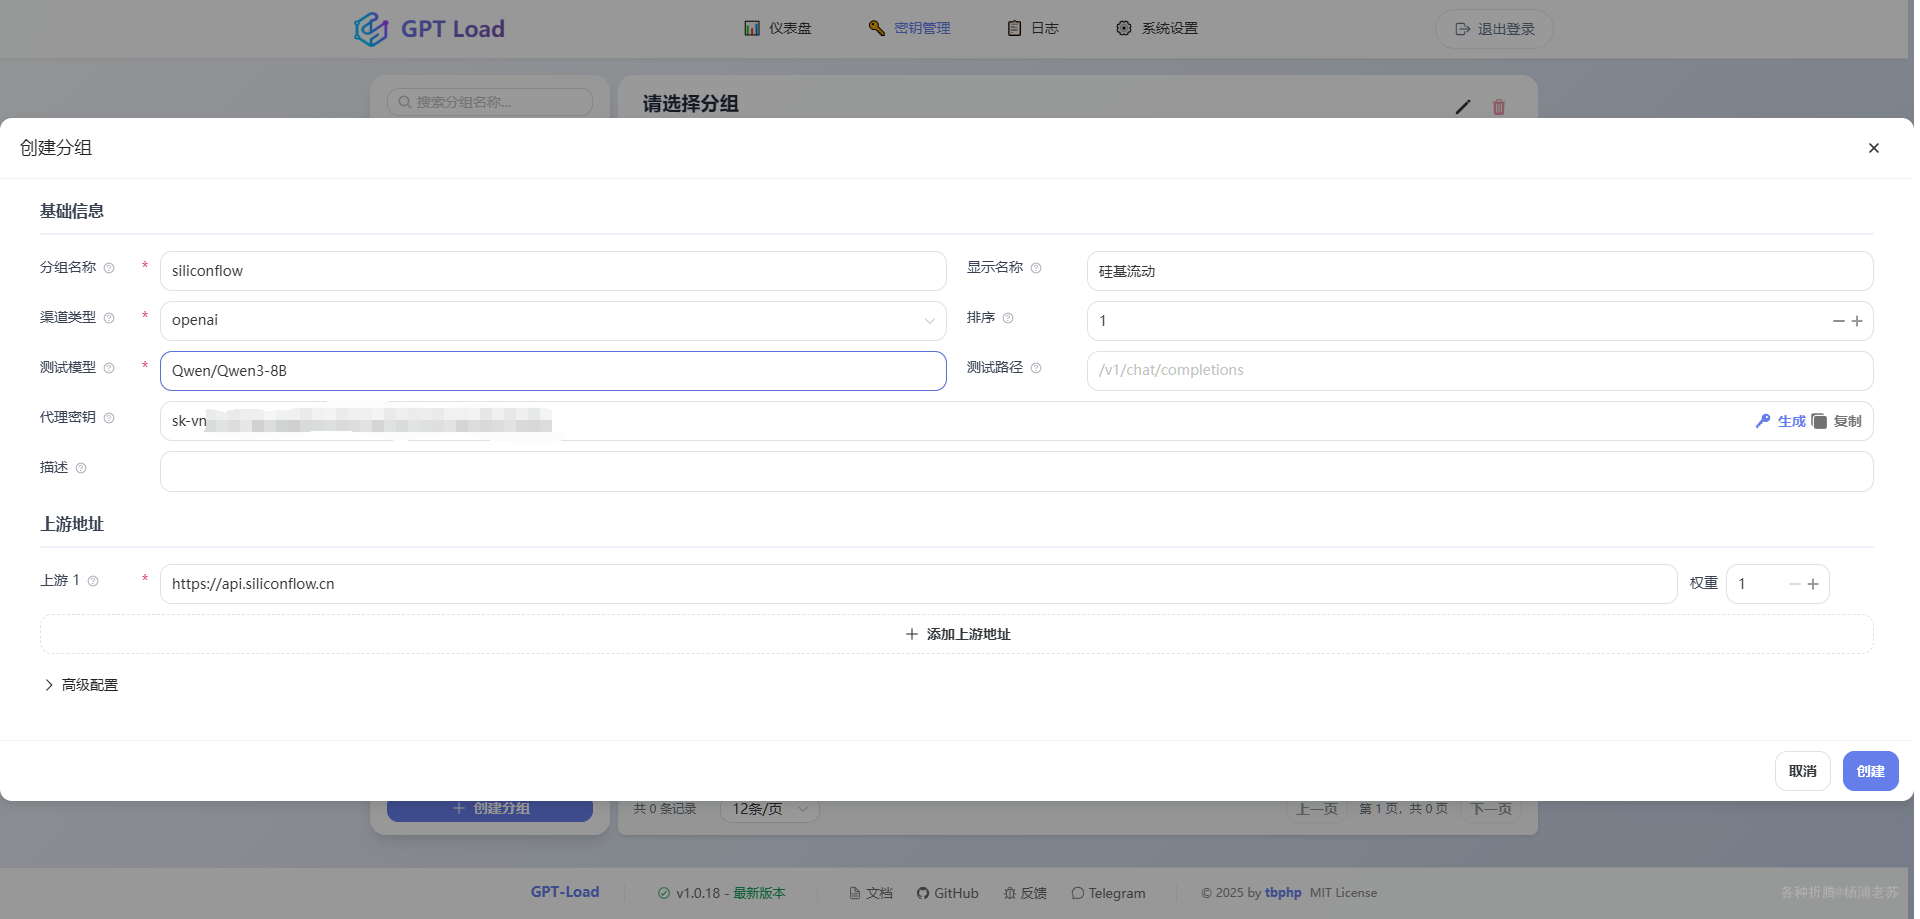 GPT Load
仪表盘
密钥管理
日志
系统设置
退出登录
搜索分组名称...
请选择分组
创建分组
基础信息
分组名称 * siliconflow
显示名称 硅基流动
渠道类型 * openai
排序 1
测试模型 * Qwen/Qwen3-8B
测试路径 /v1/chat/completions
代理密钥 sk-vn
生成 复制
描述
上游地址
上游 1 * https://api.siliconflow.cn 权重 1
添加上游地址
高级配置
取消 创建
创建分组
共 0 条记录 12条/页 上一页 第 1 页, 共 0 页 下一页
GPT-Load v1.0.18 - 最新版本 文档 GitHub 反馈 Telegram © 2025 by tbphp MIT License
各种折腾#杨浦老苏